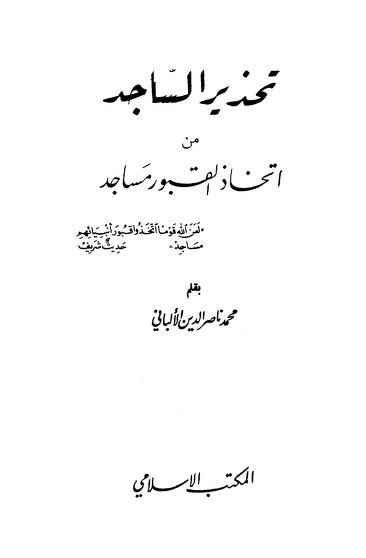 تحذير الساجد
من
اتخاذ القبور مساجد
«لعن الله قوما اتخذوا قبور أنبيائهم
مساجد» حديث شريف
بقلم
محمد ناصر الدين الألباني
المكتب الاسلامي